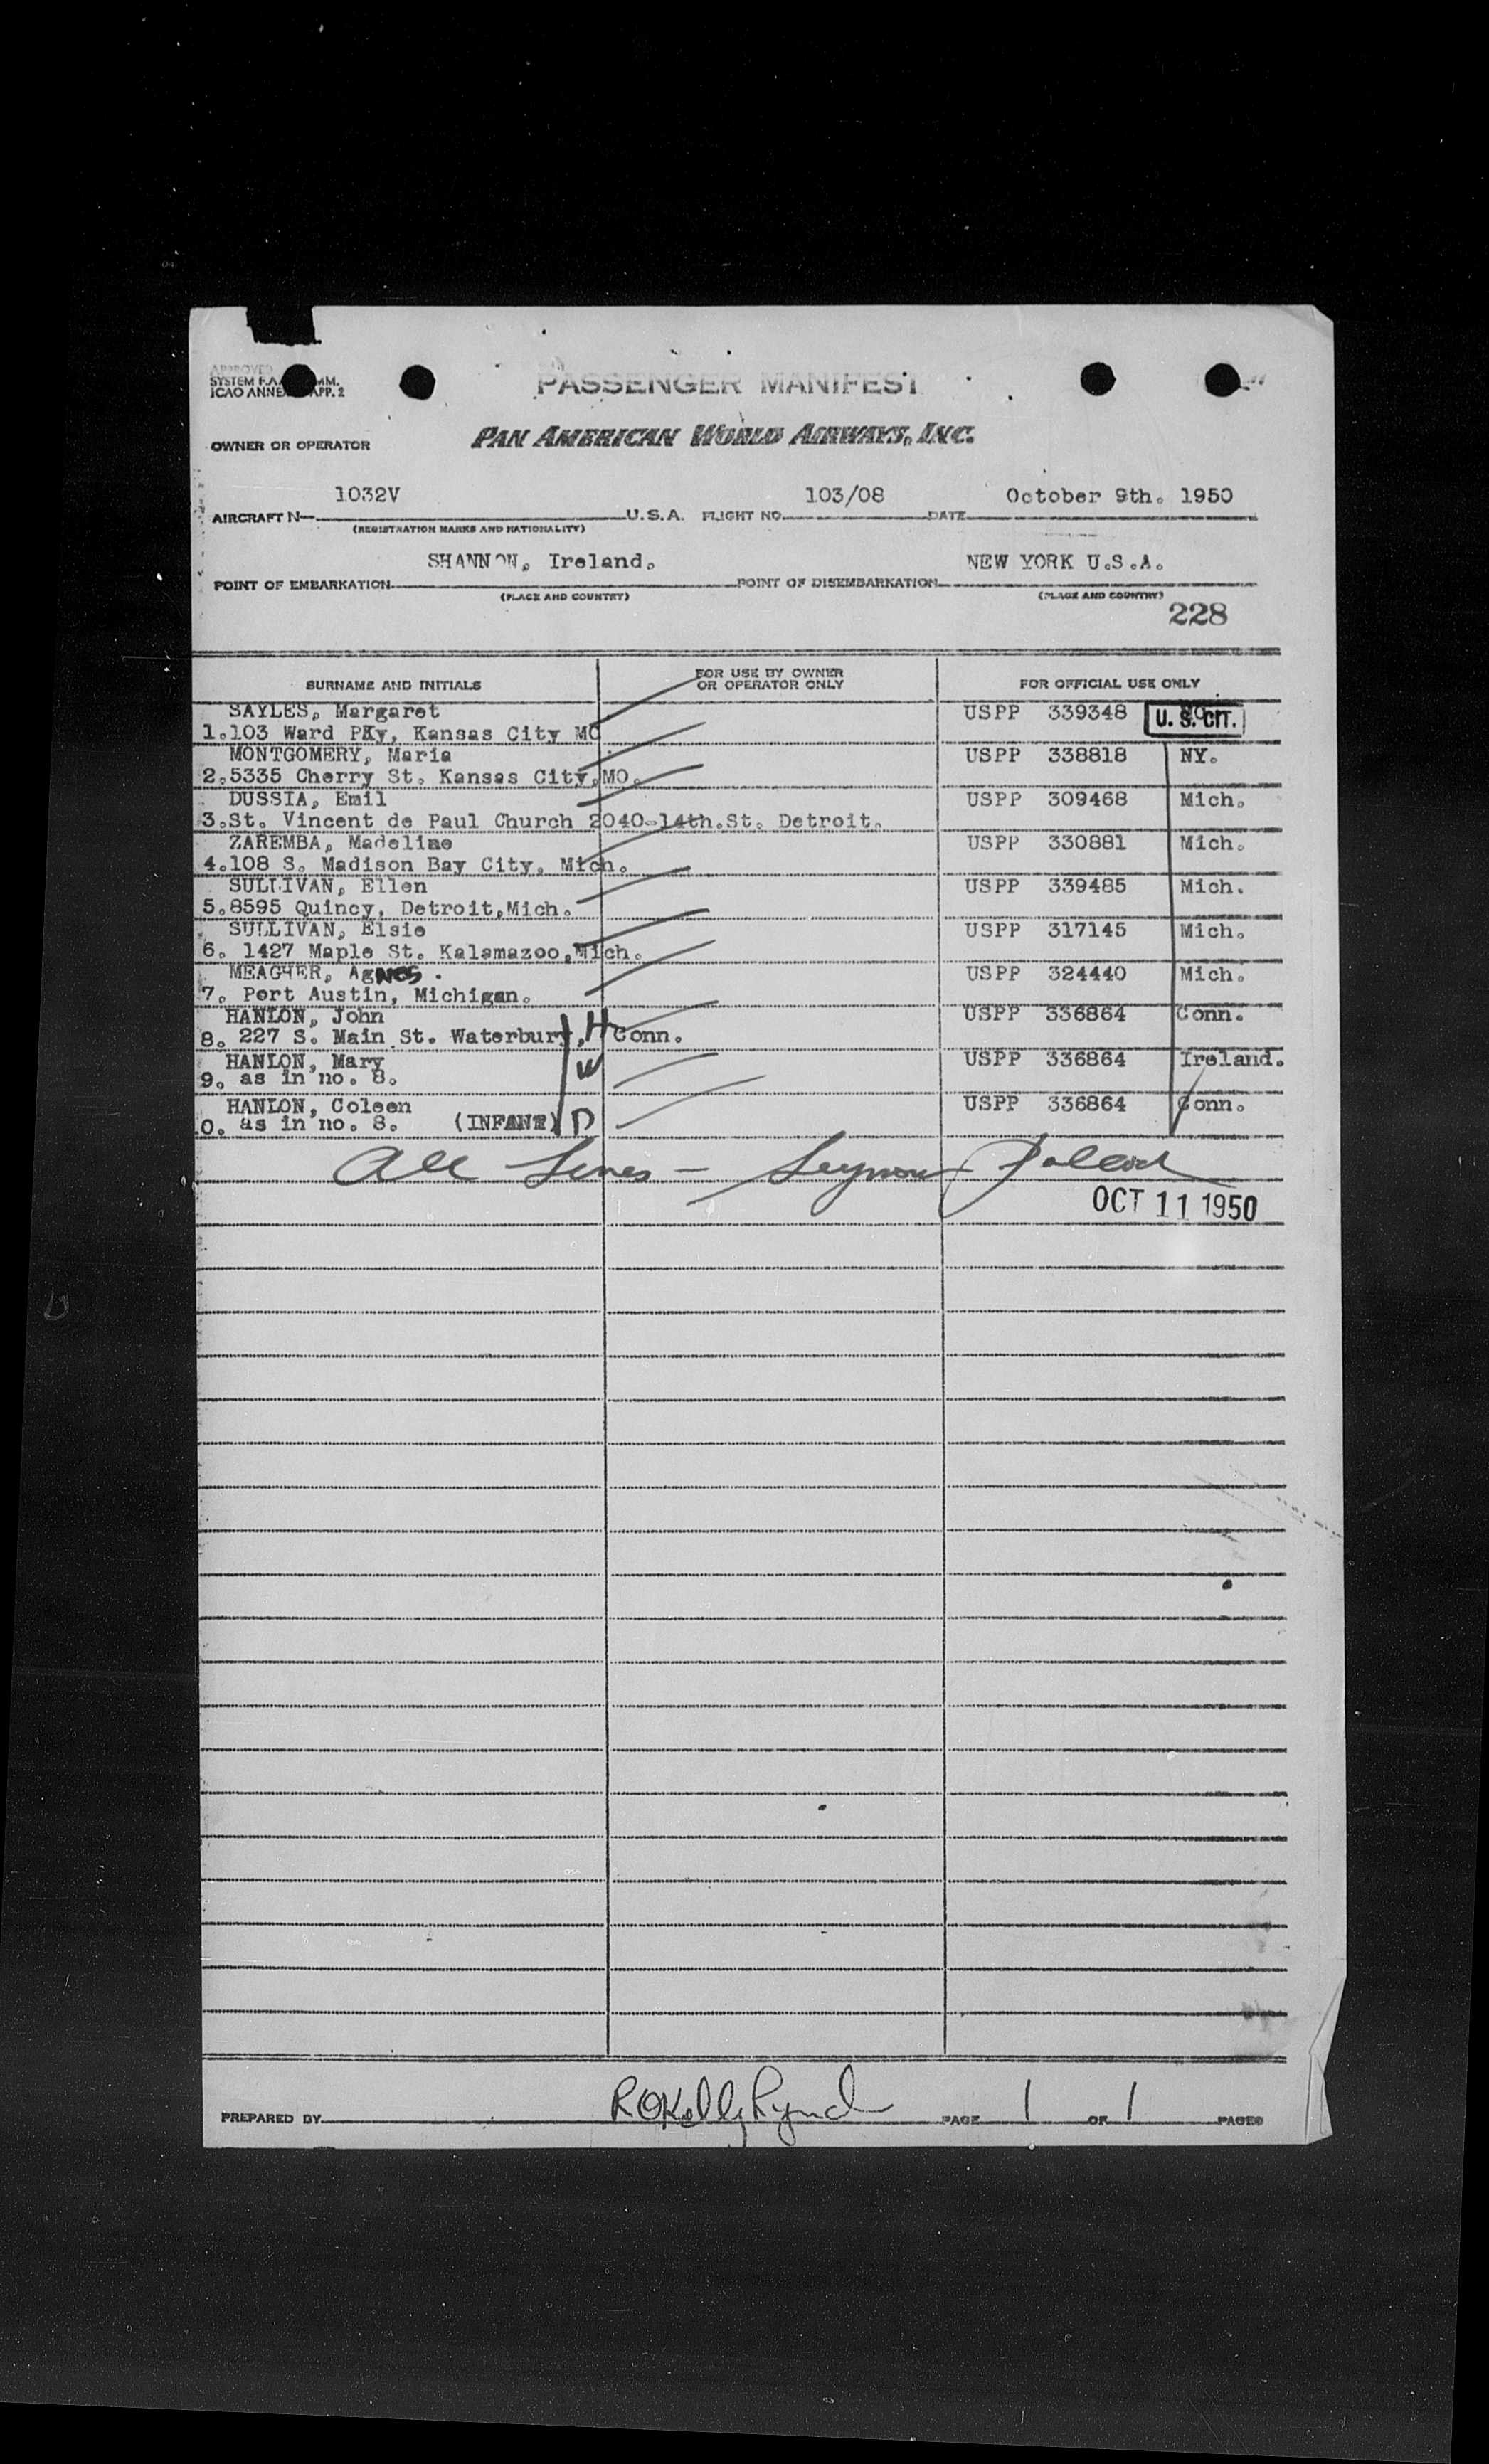 APPROVED
SYSTEM F.A. MM.
ICAO ANNE APP. 2
PASSENGER MANIFEST
OWNER OR OPERATOR
PAN AMERICAN WORLD AIRWAYS, INC.
1032V 103/08 October 9th. 1950
AIRCRAFT N— U.S.A. FLIGHT NO. DATE
(REGISTRATION MARKS AND NATIONALITY)
SHANNON, Ireland. NEW YORK U.S.A.
POINT OF EMBARKATION POINT OF DISEMBARKATION
(PLACE AND COUNTRY) (PLACE AND COUNTRY)
228
SURNAME AND INITIALS FOR USE BY OWNER OR OPERATOR ONLY FOR OFFICIAL USE ONLY
SAYLES, Margaret USPP 339348 MO. U. S. CIT.
1.103 Ward PKy, Kansas City MO
MONTGOMERY, Maria USPP 338818 NY.
2.5335 Cherry St. Kansas City,MO.
DUSSIA, Emil USPP 309468 Mich.
3.St. Vincent de Paul Church 2040-14th.St. Detroit.
ZAREMBA, Madeline USPP 330881 Mich.
4.108 S. Madison Bay City, Mich.
SULLIVAN, Ellen USPP 339485 Mich.
5.8595 Quincy, Detroit,Mich.
SULLIVAN, Elsie USPP 317145 Mich.
6. 1427 Maple St. Kalamazoo,Mich.
MEAGHER, AgNes. USPP 324440 Mich.
7. Port Austin, Michigan.
HANLON, John USPP 336864 Conn.
8. 227 S. Main St. Waterbury, H Conn.
HANLON, Mary W USPP 336864 Ireland.
9. as in no. 8.
HANLON, Coleen USPP 336864 Conn.
0. as in no. 8. (INFANT) D
All Lines — Seymour Pollock
OCT 11 1950
PREPARED BY ROKelly Lynch PAGE 1 OF 1 PAGES